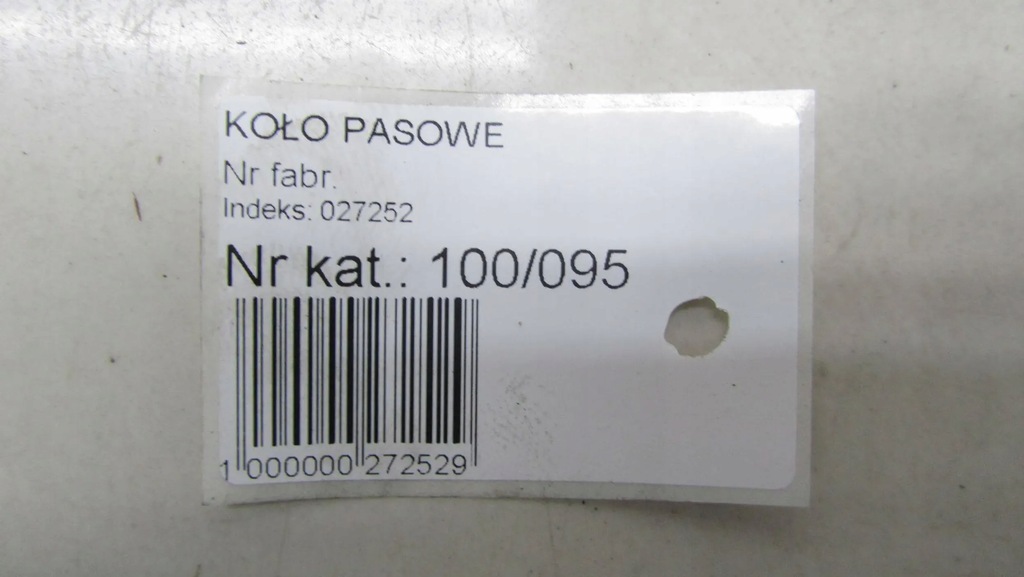 KOŁO PASOWE
Nr fabr.
Indeks: 027252
Nr kat.: 100/095
1 000000 272529